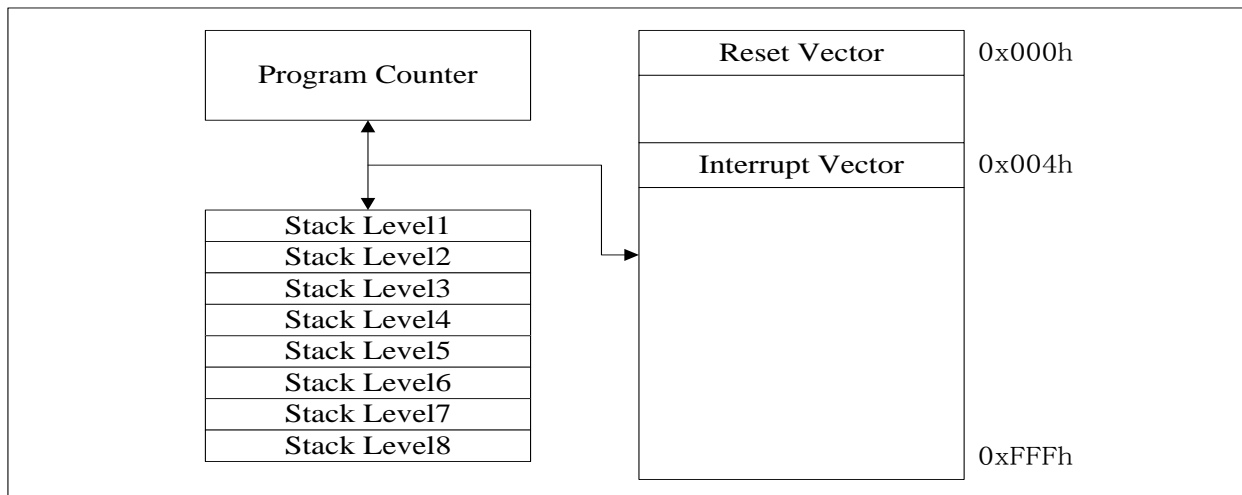 Program Counter
Stack Level1
Stack Level2
Stack Level3
Stack Level4
Stack Level5
Stack Level6
Stack Level7
Stack Level8
Reset Vector
0x000h
Interrupt Vector
0x004h
0xFFFh